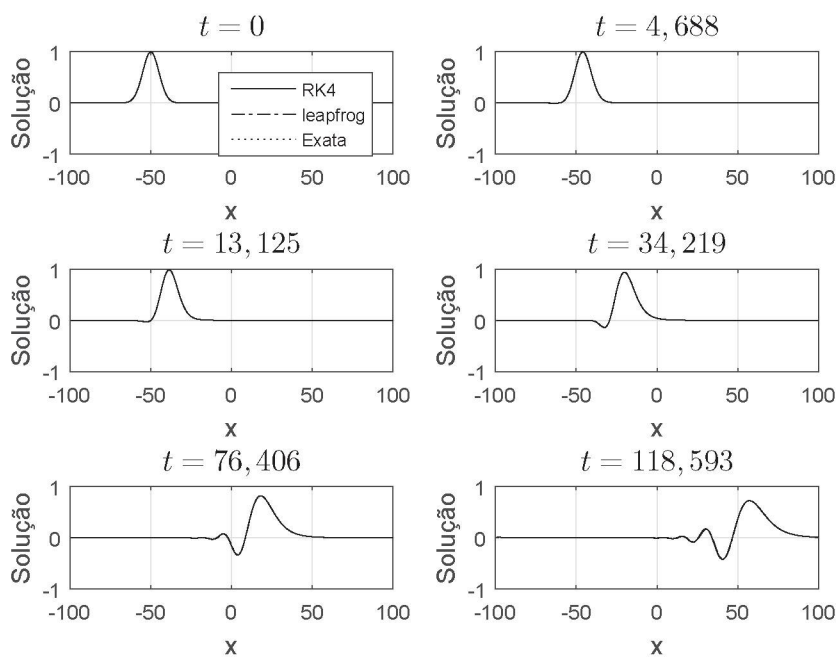 t = 0
Solução
1
0
-1
RK4
leapfrog
Exata
-100 -50 0 50 100
x
t = 4,688
Solução
1
0
-1
-100 -50 0 50 100
x
t = 13,125
Solução
1
0
-1
-100 -50 0 50 100
x
t = 34,219
Solução
1
0
-1
-100 -50 0 50 100
x
t = 76,406
Solução
1
0
-1
-100 -50 0 50 100
x
t = 118,593
Solução
1
0
-1
-100 -50 0 50 100
x